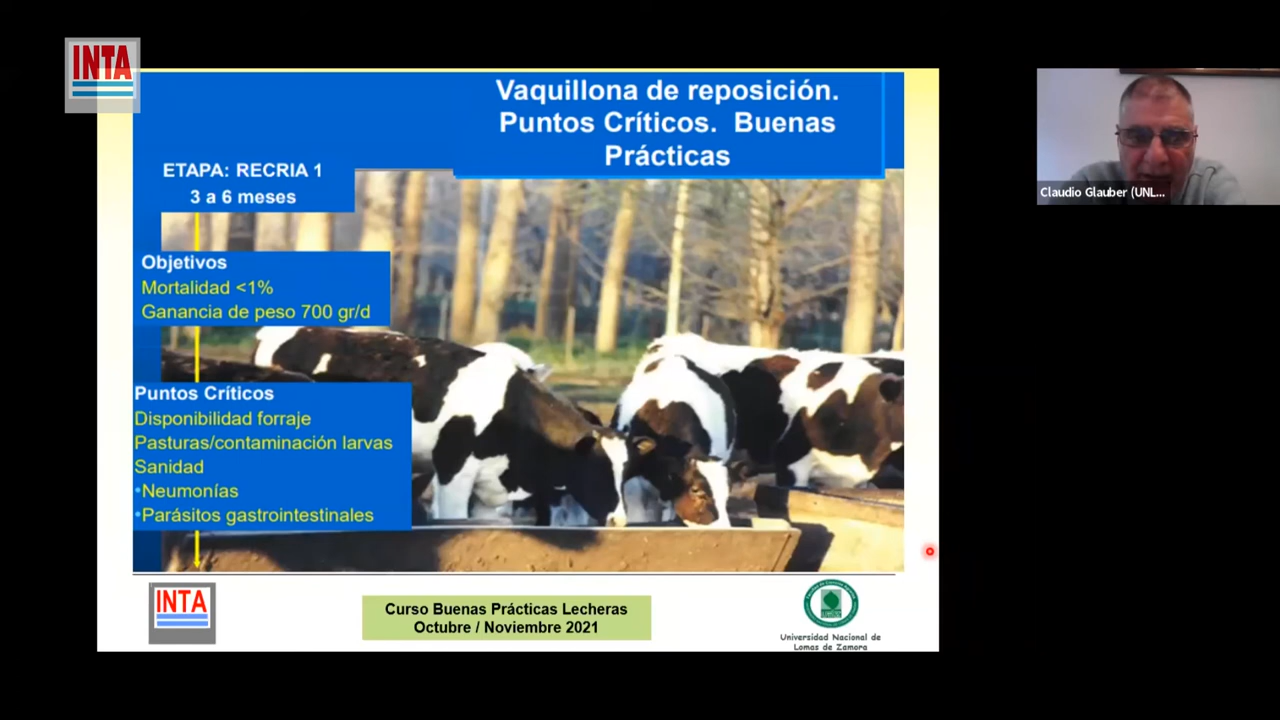 INTA
Vaquillona de reposición.
Puntos Críticos. Buenas
Prácticas
ETAPA: RECRIA 1
3 a 6 meses
Objetivos
Mortalidad <1%
Ganancia de peso 700 gr/d
Puntos Críticos
Disponibilidad forraje
Pasturas/contaminación larvas
Sanidad
•Neumonías
•Parásitos gastrointestinales
INTA
Curso Buenas Prácticas Lecheras
Octubre / Noviembre 2021
Universidad Nacional de
Lomas de Zamora
Claudio Glauber (UNL...